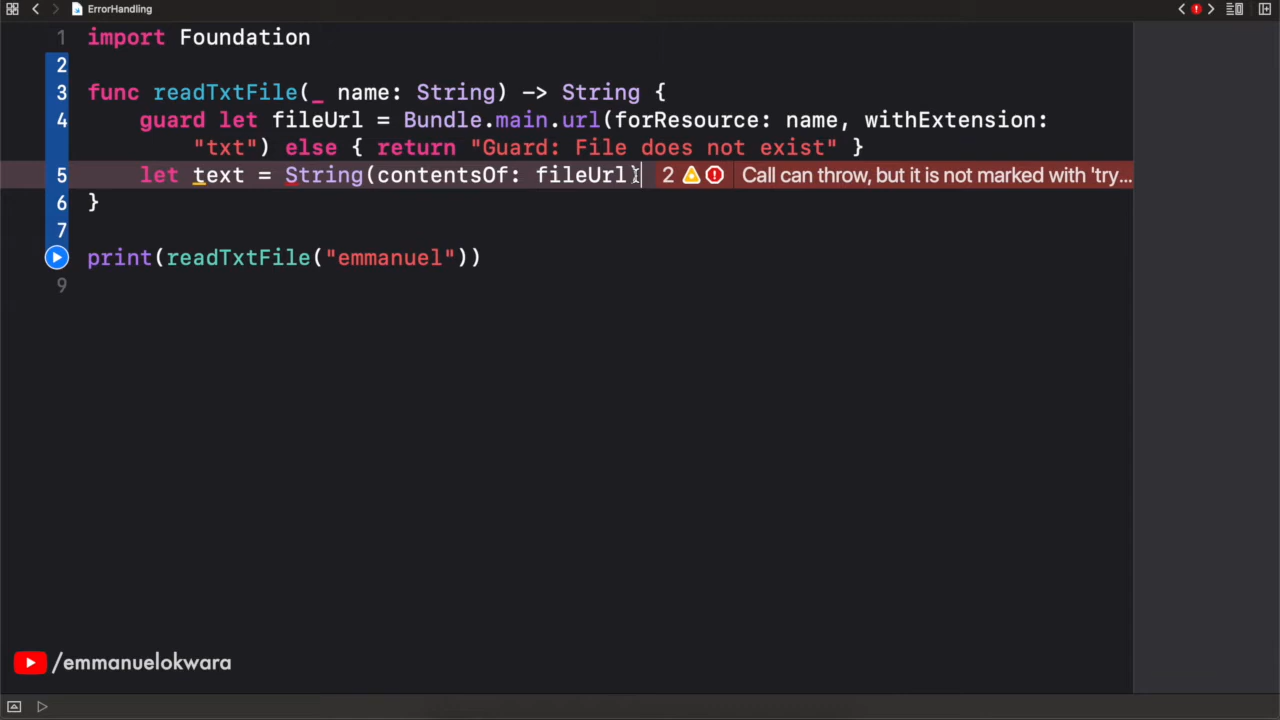 ErrorHandling
1 import Foundation
2
3 func readTxtFile(_ name: String) -> String {
4 guard let fileUrl = Bundle.main.url(forResource: name, withExtension:
"txt") else { return "Guard: File does not exist" }
5 let text = String(contentsOf: fileUrl) 2 Call can throw, but it is not marked with 'try...
6 }
7
print(readTxtFile("emmanuel"))
9
/emmanuelokwara